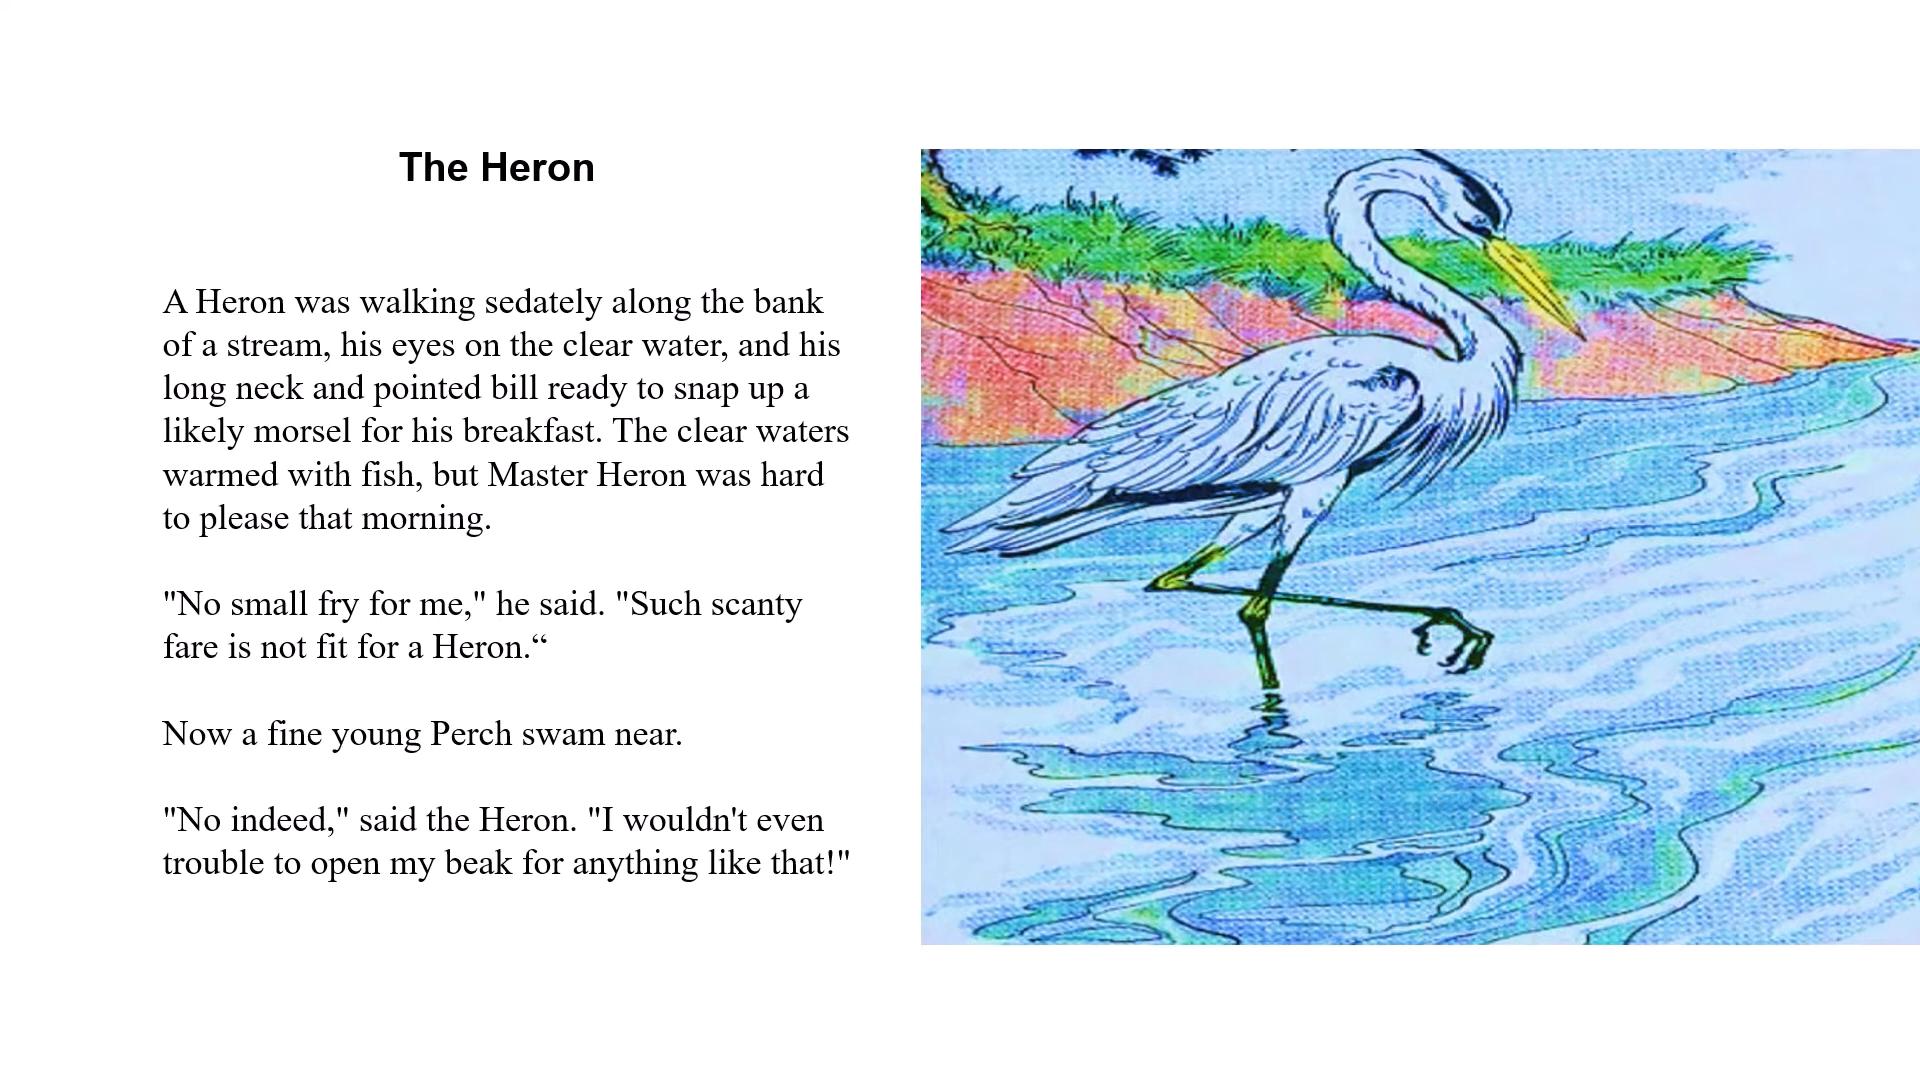 The Heron
A Heron was walking sedately along the bank
of a stream, his eyes on the clear water, and his
long neck and pointed bill ready to snap up a
likely morsel for his breakfast. The clear waters
warmed with fish, but Master Heron was hard
to please that morning.
"No small fry for me," he said. "Such scanty
fare is not fit for a Heron.“
Now a fine young Perch swam near.
"No indeed," said the Heron. "I wouldn't even
trouble to open my beak for anything like that!"